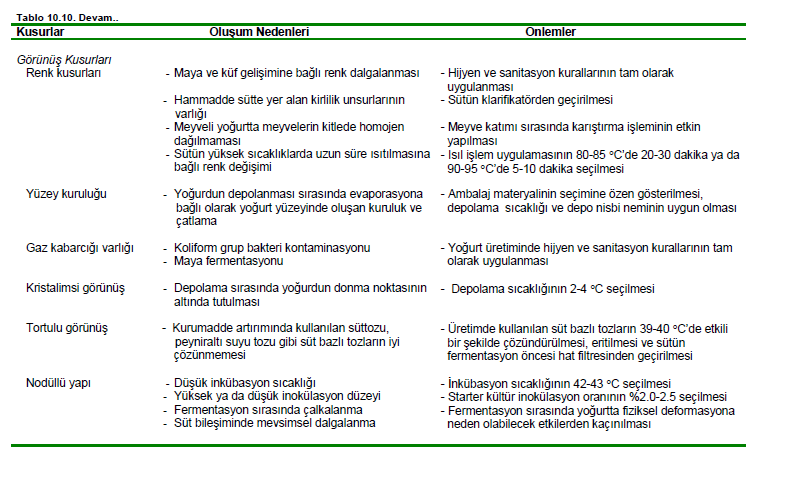 Tablo 10.10. Devam..
Kusurlar Oluşum Nedenleri Onlemler
Görünüş Kusurları
Renk kusurları - Maya ve küf gelişimine bağlı renk dalgalanması - Hijyen ve sanitasyon kurallarının tam olarak
uygulanması
- Hammadde sütte yer alan kirlilik unsurlarının - Sütün klarifikatörden geçirilmesi
varlığı
- Meyveli yoğurtta meyvelerin kitlede homojen - Meyve katımı sırasında karıştırma işleminin etkin
dağılmaması yapılması
- Sütün yüksek sıcaklıklarda uzun süre ısıtılmasına - Isıl işlem uygulamasının 80-85 °C'de 20-30 dakika ya da
bağlı renk değişimi 90-95 °C'de 5-10 dakika seçilmesi
Yüzey kuruluğu - Yoğurdun depolanması sırasında evaporasyona - Ambalaj materyalinin seçimine özen gösterilmesi,
bağlı olarak yoğurt yüzeyinde oluşan kuruluk ve depolama sıcaklığı ve depo nisbi neminin uygun olması
çatlama
Gaz kabarcığı varlığı - Koliform grup bakteri kontaminasyonu - Yoğurt üretiminde hijyen ve sanitasyon kurallarının tam
- Maya fermentasyonu olarak uygulanması
Kristalimsi görünüş - Depolama sırasında yoğurdun donma noktasının - Depolama sıcaklığının 2-4 °C seçilmesi
altında tutulması
Tortulu görünüş - Kurumadde artırımında kullanılan süttozu, - Üretimde kullanılan süt bazlı tozların 39-40 °C'de etkili
peyniraltı suyu tozu gibi süt bazlı tozların iyi bir şekilde çözündürülmesi, eritilmesi ve sütün
çözünmemesi fermentasyon öncesi hat filtresinden geçirilmesi
Nodüllü yapı - Düşük inkübasyon sıcaklığı - İnkübasyon sıcaklığının 42-43 °C seçilmesi
- Yüksek ya da düşük inokülasyon düzeyi - Starter kültür inokülasyon oranının %2.0-2.5 seçilmesi
- Fermentasyon sırasında çalkalanma - Fermentasyon sırasında yoğurtta fiziksel deformasyona
- Süt bileşiminde mevsimsel dalgalanma neden olabilecek etkilerden kaçınılması